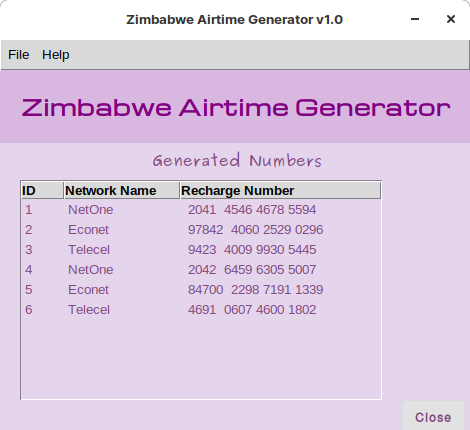 Zimbabwe Airtime Generator v1.0
File Help
Zimbabwe Airtime Generator
Generated Numbers
ID Network Name Recharge Number
1 NetOne 2041 4546 4678 5594
2 Econet 97842 4060 2529 0296
3 Telecel 9423 4009 9930 5445
4 NetOne 2042 6459 6305 5007
5 Econet 84700 2298 7191 1339
6 Telecel 4691 0607 4600 1802
Close